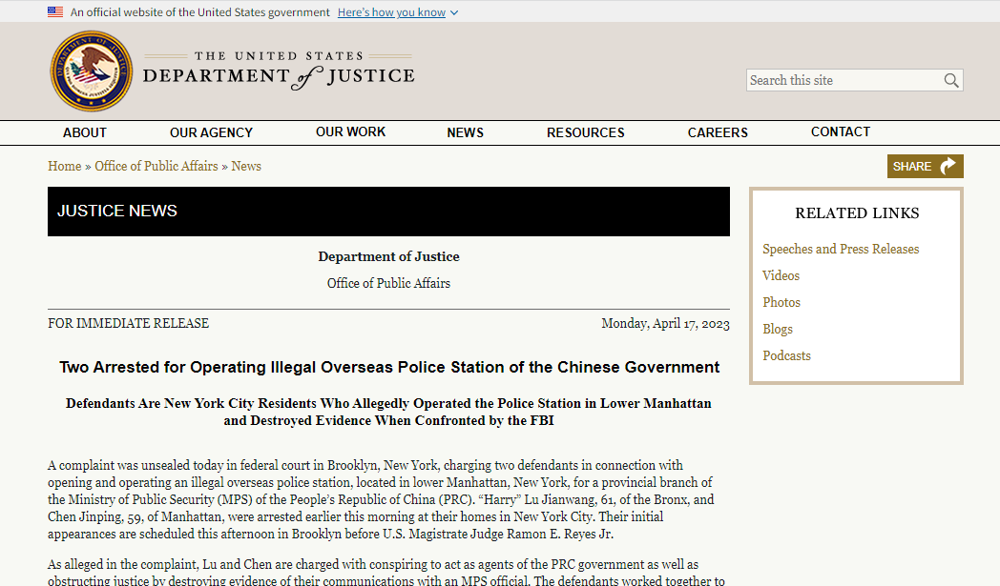 An official website of the United States government Here's how you know
THE UNITED STATES
DEPARTMENT of JUSTICE
Search this site
ABOUT OUR AGENCY OUR WORK NEWS RESOURCES CAREERS CONTACT
Home » Office of Public Affairs » News
SHARE
JUSTICE NEWS
Department of Justice
Office of Public Affairs
FOR IMMEDIATE RELEASE Monday, April 17, 2023
Two Arrested for Operating Illegal Overseas Police Station of the Chinese Government
Defendants Are New York City Residents Who Allegedly Operated the Police Station in Lower Manhattan
and Destroyed Evidence When Confronted by the FBI
A complaint was unsealed today in federal court in Brooklyn, New York, charging two defendants in connection with
opening and operating an illegal overseas police station, located in lower Manhattan, New York, for a provincial branch of
the Ministry of Public Security (MPS) of the People's Republic of China (PRC). “Harry” Lu Jianwang, 61, of the Bronx, and
Chen Jinping, 59, of Manhattan, were arrested earlier this morning at their homes in New York City. Their initial
appearances are scheduled this afternoon in Brooklyn before U.S. Magistrate Judge Ramon E. Reyes Jr.
As alleged in the complaint, Lu and Chen are charged with conspiring to act as agents of the PRC government as well as
obstructing justice by destroying evidence of their communications with an MPS official. The defendants worked together to
RELATED LINKS
Speeches and Press Releases
Videos
Photos
Blogs
Podcasts